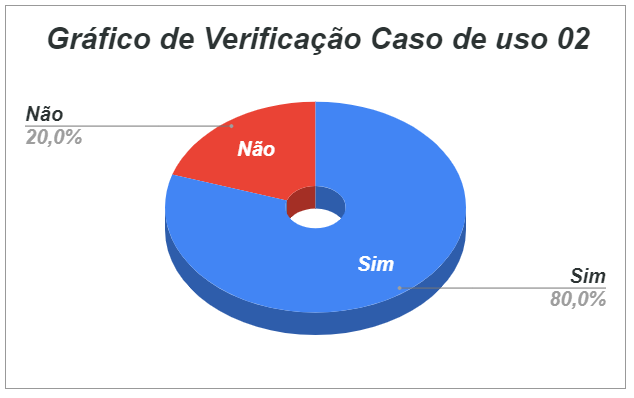 Gráfico de Verificação Caso de uso 02
Não
20,0%
Não
Sim
Sim
80,0%